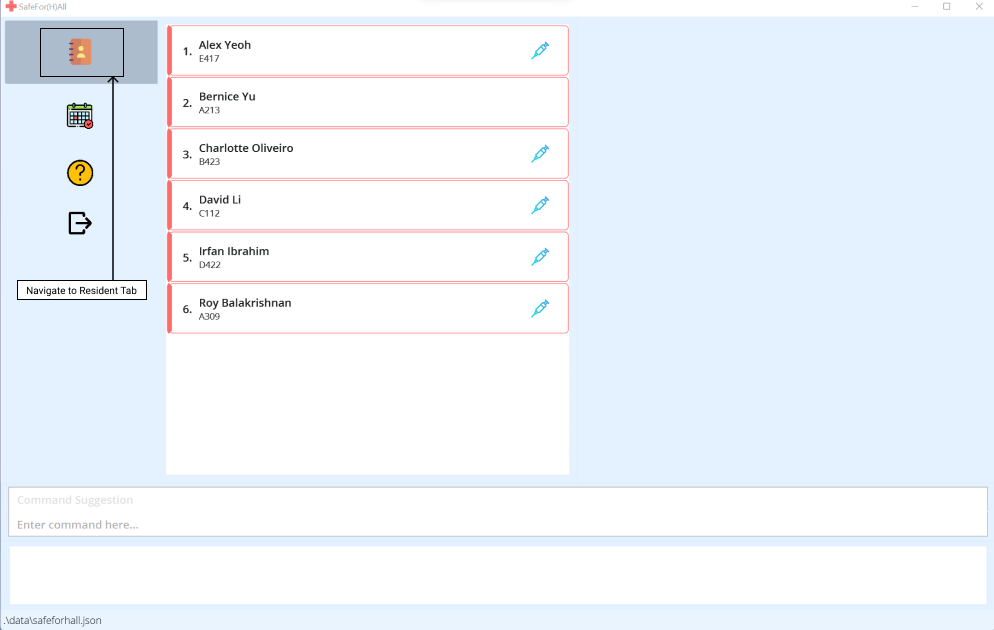 SafeFor(H)All
1. Alex Yeoh
E417
2. Bernice Yu
A213
3. Charlotte Oliveiro
B423
4. David Li
C112
5. Irfan Ibrahim
D422
6. Roy Balakrishnan
A309
Navigate to Resident Tab
Command Suggestion
Enter command here...
.\data\safeforhall.json